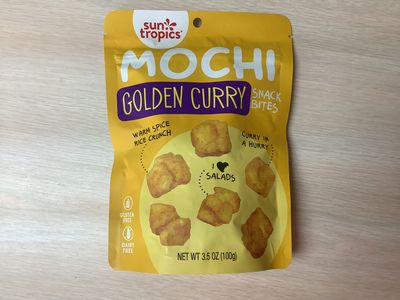 sun
tropics®
MOCHI
GOLDEN CURRY
SNACK
BITES
WARM SPICE
RICE CRUNCH
CURRY IN
A HURRY
I
SALADS
GLUTEN
FREE
DAIRY
FREE
NET WT 3.5 OZ (100g)